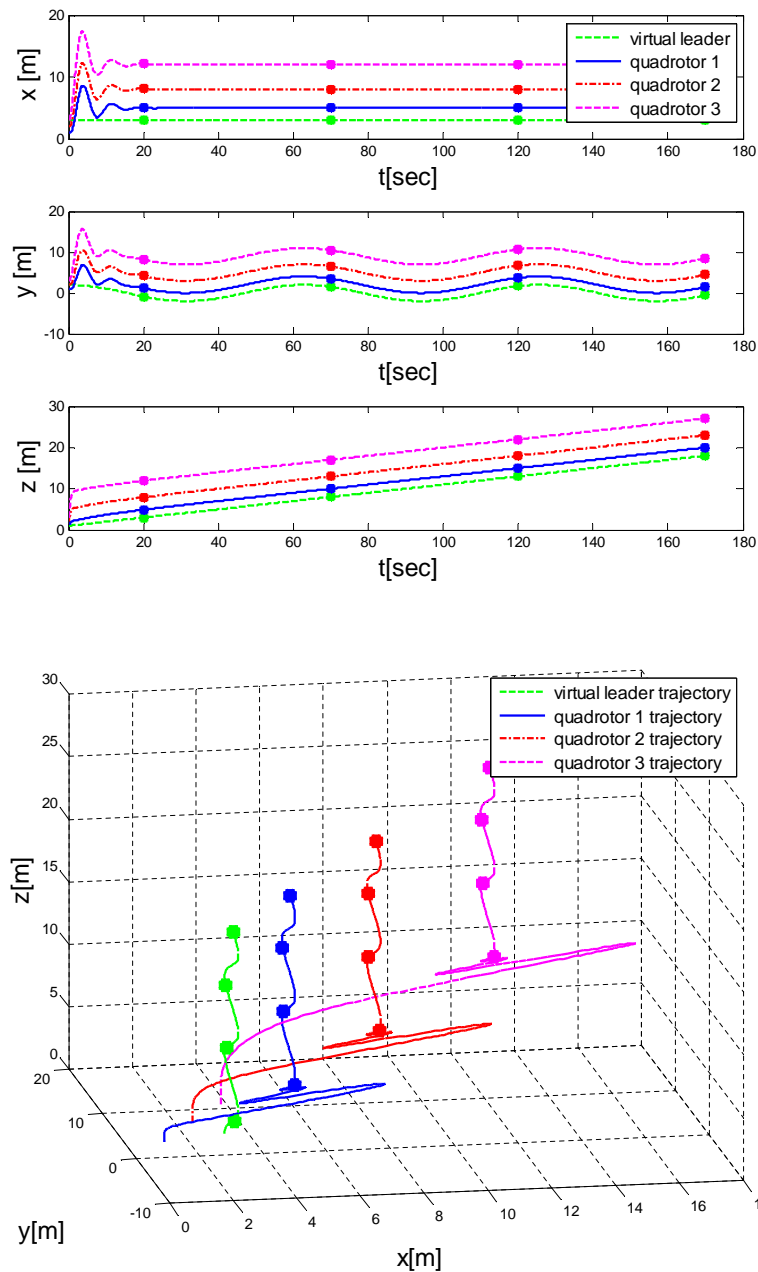 20
10
0
x [m]
virtual leader
quadrotor 1
quadrotor 2
quadrotor 3
0 20 40 60 80 100 120 140 160 180
t[sec]
20
10
0
-10
y [m]
0 20 40 60 80 100 120 140 160 180
t[sec]
30
20
10
0
z [m]
0 20 40 60 80 100 120 140 160 180
t[sec]
30
25
20
15
10
5
0
z[m]
virtual leader trajectory
quadrotor 1 trajectory
quadrotor 2 trajectory
quadrotor 3 trajectory
20
10
0
-10
y[m]
0 2 4 6 8 10 12 14 16
x[m]